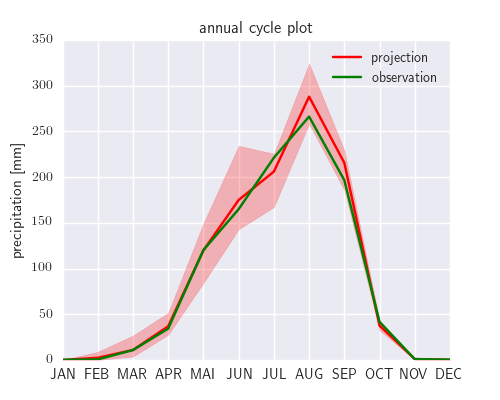 annual cycle plot
350
300
250
200
150
100
50
0
precipitation [mm]
projection
observation
JAN FEB MAR APR MAI JUN JUL AUG SEP OCT NOV DEC